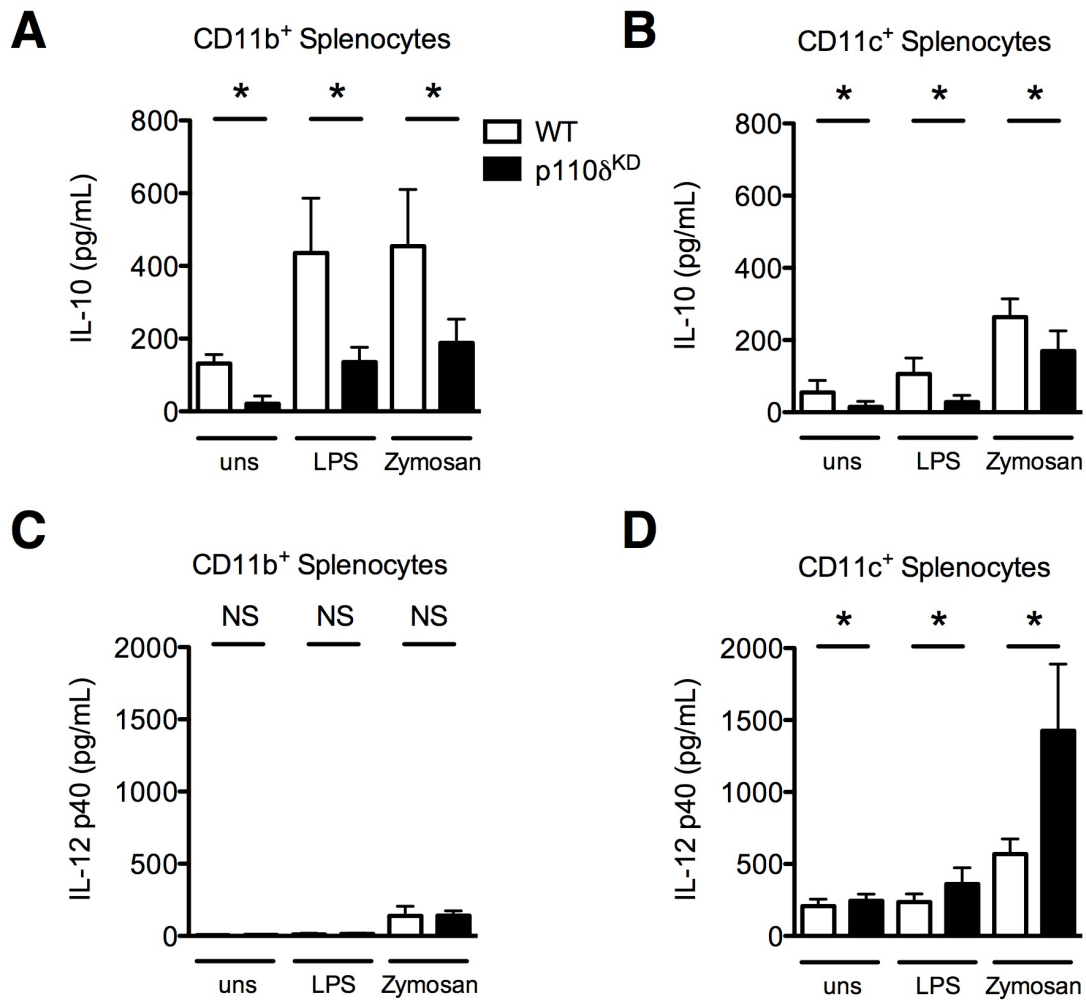 A
CD11b+ Splenocytes
* * *
IL-10 (pg/mL)
800
600
400
200
0
uns LPS Zymosan
WT
p110δKD
B
CD11c+ Splenocytes
* * *
IL-10 (pg/mL)
800
600
400
200
0
uns LPS Zymosan
C
CD11b+ Splenocytes
NS NS NS
IL-12 p40 (pg/mL)
2000
1500
1000
500
0
uns LPS Zymosan
D
CD11c+ Splenocytes
* * *
IL-12 p40 (pg/mL)
2000
1500
1000
500
0
uns LPS Zymosan